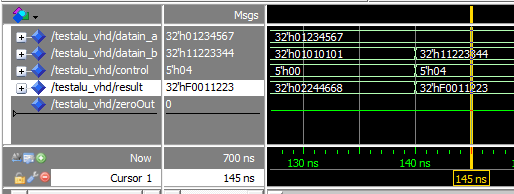 Msgs
/testalu_vhd/datain_a 32'h01234567 32'h01234567
/testalu_vhd/datain_b 32'h11223344 32'h01010101 32'h11223344
/testalu_vhd/control 5'h04 5'h00 5'h04
/testalu_vhd/result 32'hF0011223 32'h02244668 32'hF0011223
/testalu_vhd/zeroOut 0
Now 700 ns 130 ns 140 ns
Cursor 1 145 ns 145 ns